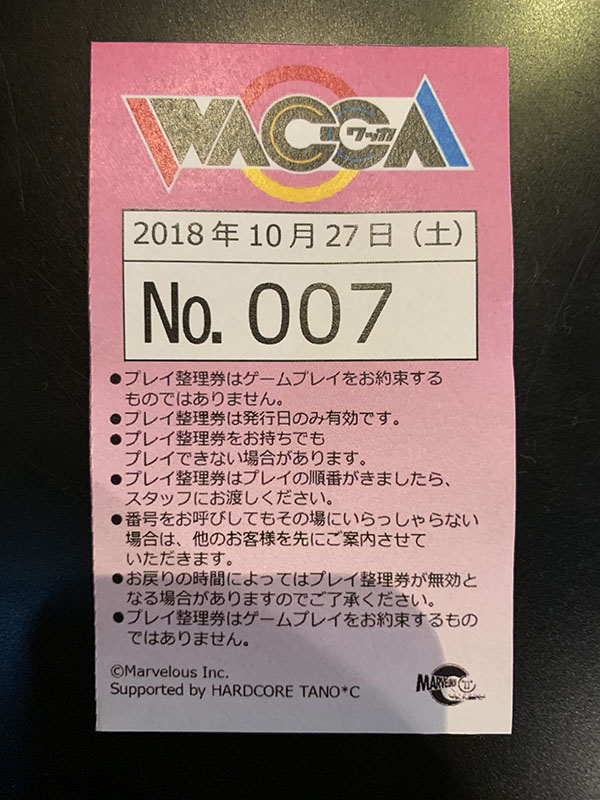 WACCA
ワッカ
2018年10月27日（土）
No. 007
●プレイ整理券はゲームプレイをお約束する
ものではありません。
●プレイ整理券は発行日のみ有効です。
●プレイ整理券をお持ちでも
プレイできない場合があります。
●プレイ整理券はプレイの順番がきましたら、
スタッフにお渡しください。
●番号をお呼びしてもその場にいらっしゃらない
場合は、他のお客様を先にご案内させて
いただきます。
●お戻りの時間によってはプレイ整理券が無効と
なる場合がありますのでご了承ください。
●プレイ整理券はゲームプレイをお約束するもの
ではありません。
©Marvelous Inc.
Supported by HARDCORE TANO*C